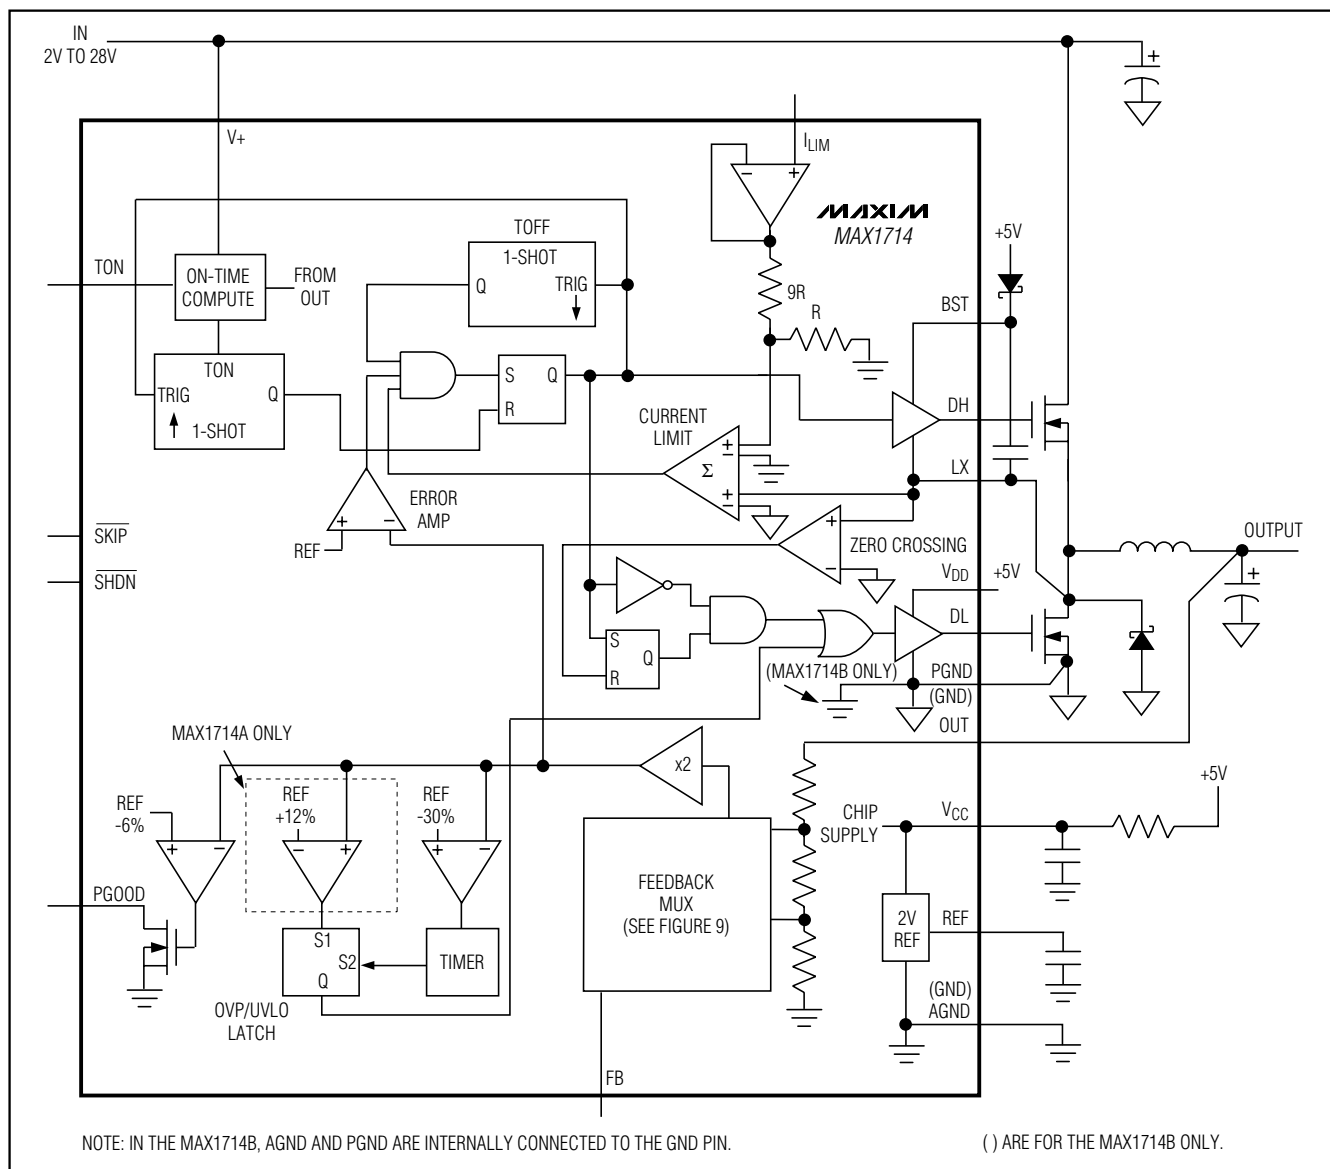 IN
2V TO 28V
V+
ILIM
MAXIM
MAX1714
TOFF
1-SHOT
Q
TRIG
TON
ON-TIME
COMPUTE
FROM
OUT
9R
R
+5V
BST
TON
TRIG
Q
1-SHOT
S
Q
R
DH
CURRENT
LIMIT
+
−
Σ
+
−
LX
ERROR
AMP
+
−
REF
SKIP
SHDN
+
ZERO CROSSING
−
OUTPUT
+
VDD
+5V
DL
S
Q
R
(MAX1714B ONLY)
PGND
(GND)
OUT
MAX1714A ONLY
x2
REF
-6%
REF
+12%
REF
-30%
+ −
− +
+ −
CHIP
SUPPLY
VCC
+5V
FEEDBACK
MUX
(SEE FIGURE 9)
PGOOD
S1
S2
Q
TIMER
2V
REF
REF
OVP/UVLO
LATCH
(GND)
AGND
FB
NOTE: IN THE MAX1714B, AGND AND PGND ARE INTERNALLY CONNECTED TO THE GND PIN.
( ) ARE FOR THE MAX1714B ONLY.